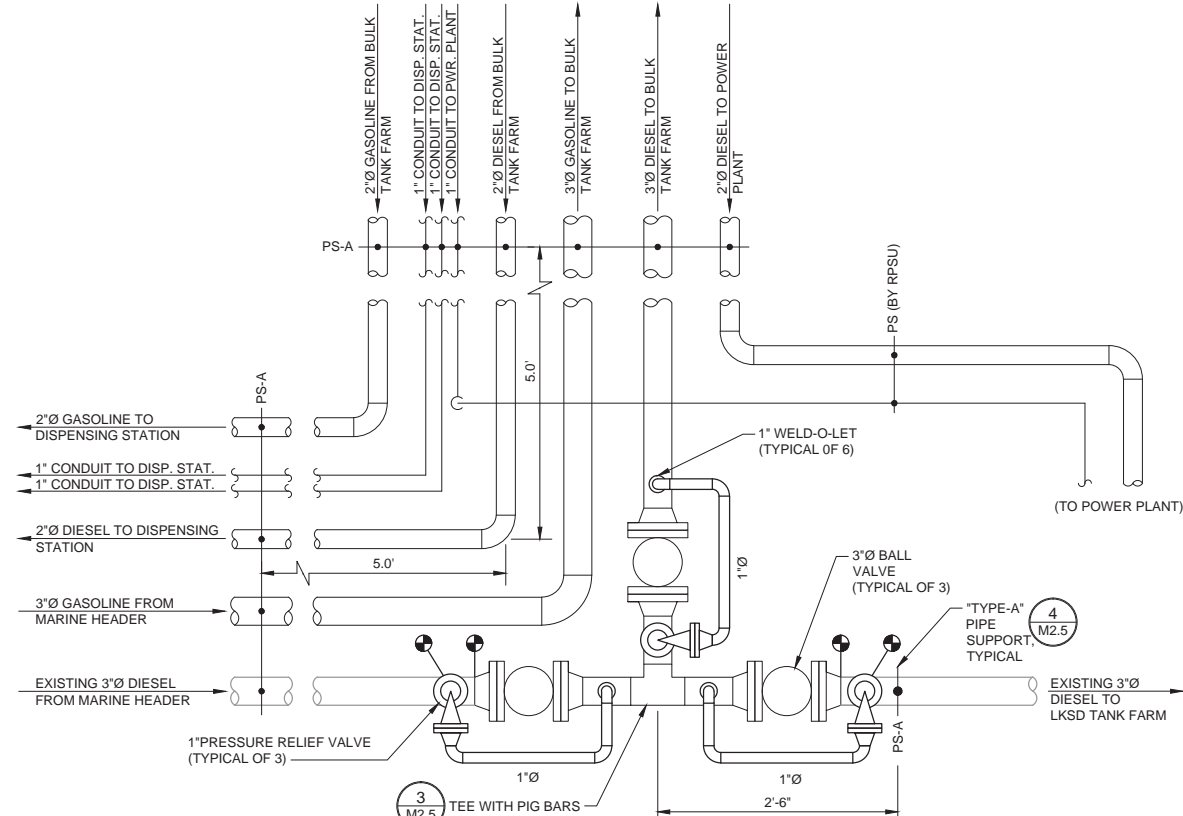 2"Ø GASOLINE FROM BULK
TANK FARM
1" CONDUIT TO DISP. STAT.
1" CONDUIT TO DISP. STAT.
1" CONDUIT TO PWR. PLANT
2"Ø DIESEL FROM BULK
TANK FARM
3"Ø GASOLINE TO BULK
TANK FARM
3"Ø DIESEL TO BULK
TANK FARM
2"Ø DIESEL TO POWER
PLANT
PS-A
PS (BY RPSU)
5.0'
PS-A
2"Ø GASOLINE TO
DISPENSING STATION
1" CONDUIT TO DISP. STAT.
1" CONDUIT TO DISP. STAT.
2"Ø DIESEL TO DISPENSING
STATION
5.0'
1" WELD-O-LET
(TYPICAL 0F 6)
(TO POWER PLANT)
1"Ø
3"Ø BALL
VALVE
(TYPICAL OF 3)
3"Ø GASOLINE FROM
MARINE HEADER
"TYPE-A"
PIPE
SUPPORT,
TYPICAL
4
M2.5
EXISTING 3"Ø DIESEL
FROM MARINE HEADER
EXISTING 3"Ø
DIESEL TO
LKSD TANK FARM
PS-A
1"PRESSURE RELIEF VALVE
(TYPICAL OF 3)
1"Ø
1"Ø
3
M2.5
TEE WITH PIG BARS
2'-6"